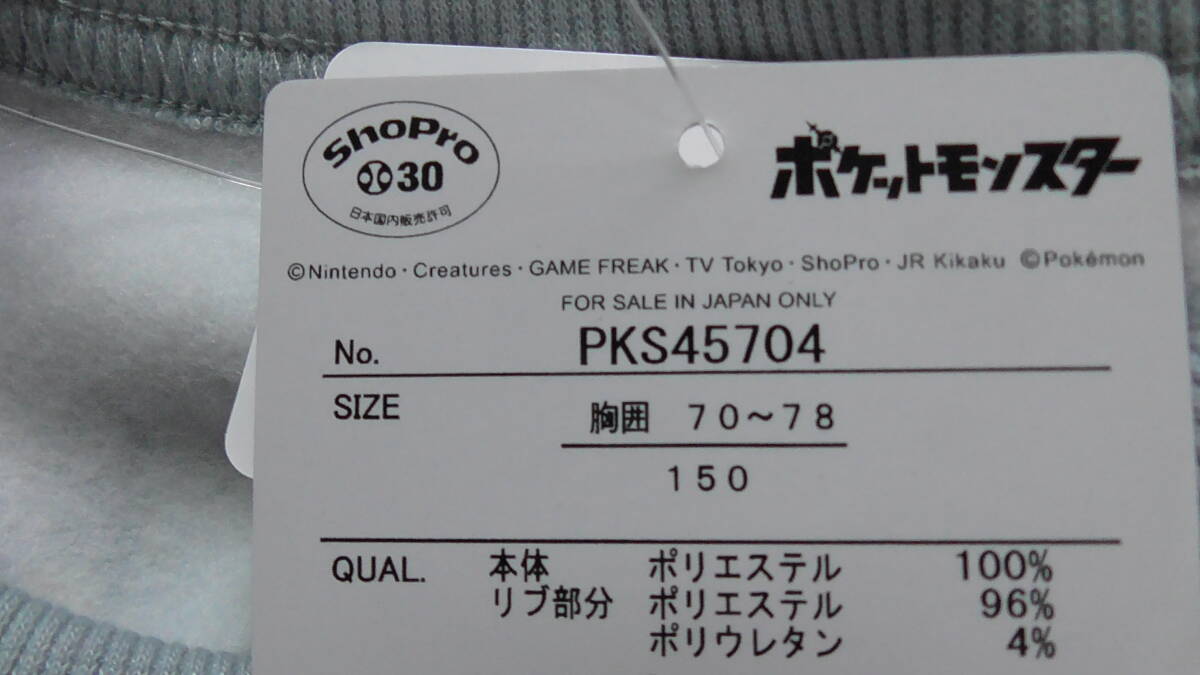 ShoPro
30
日本国内販売許可
ポケットモンスター
©Nintendo・Creatures・GAME FREAK・TV Tokyo・ShoPro・JR Kikaku ©Pokémon
FOR SALE IN JAPAN ONLY
No. PKS45704
SIZE 胸囲 70～78
150
QUAL. 本体 ポリエステル 100%
リブ部分 ポリエステル 96%
ポリウレタン 4%